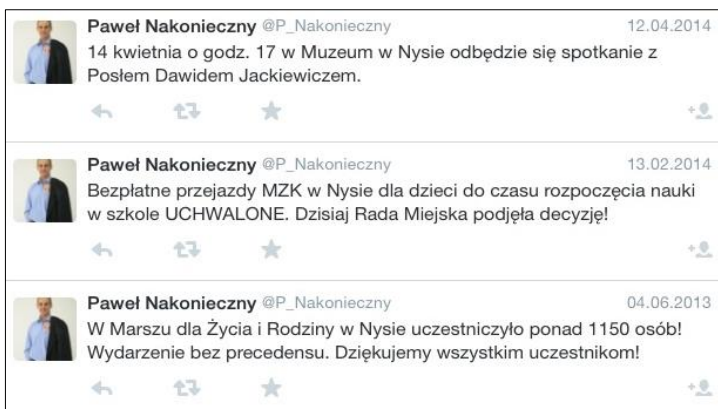 Paweł Nakonieczny @P_Nakonieczny 12.04.2014
14 kwietnia o godz. 17 w Muzeum w Nysie odbędzie się spotkanie z
Posłem Dawidem Jackiewiczem.
Paweł Nakonieczny @P_Nakonieczny 13.02.2014
Bezpłatne przejazdy MZK w Nysie dla dzieci do czasu rozpoczęcia nauki
w szkole UCHWALONE. Dzisiaj Rada Miejska podjęła decyzję!
Paweł Nakonieczny @P_Nakonieczny 04.06.2013
W Marszu dla Życia i Rodziny w Nysie uczestniczyło ponad 1150 osób!
Wydarzenie bez precedensu. Dziękujemy wszystkim uczestnikom!